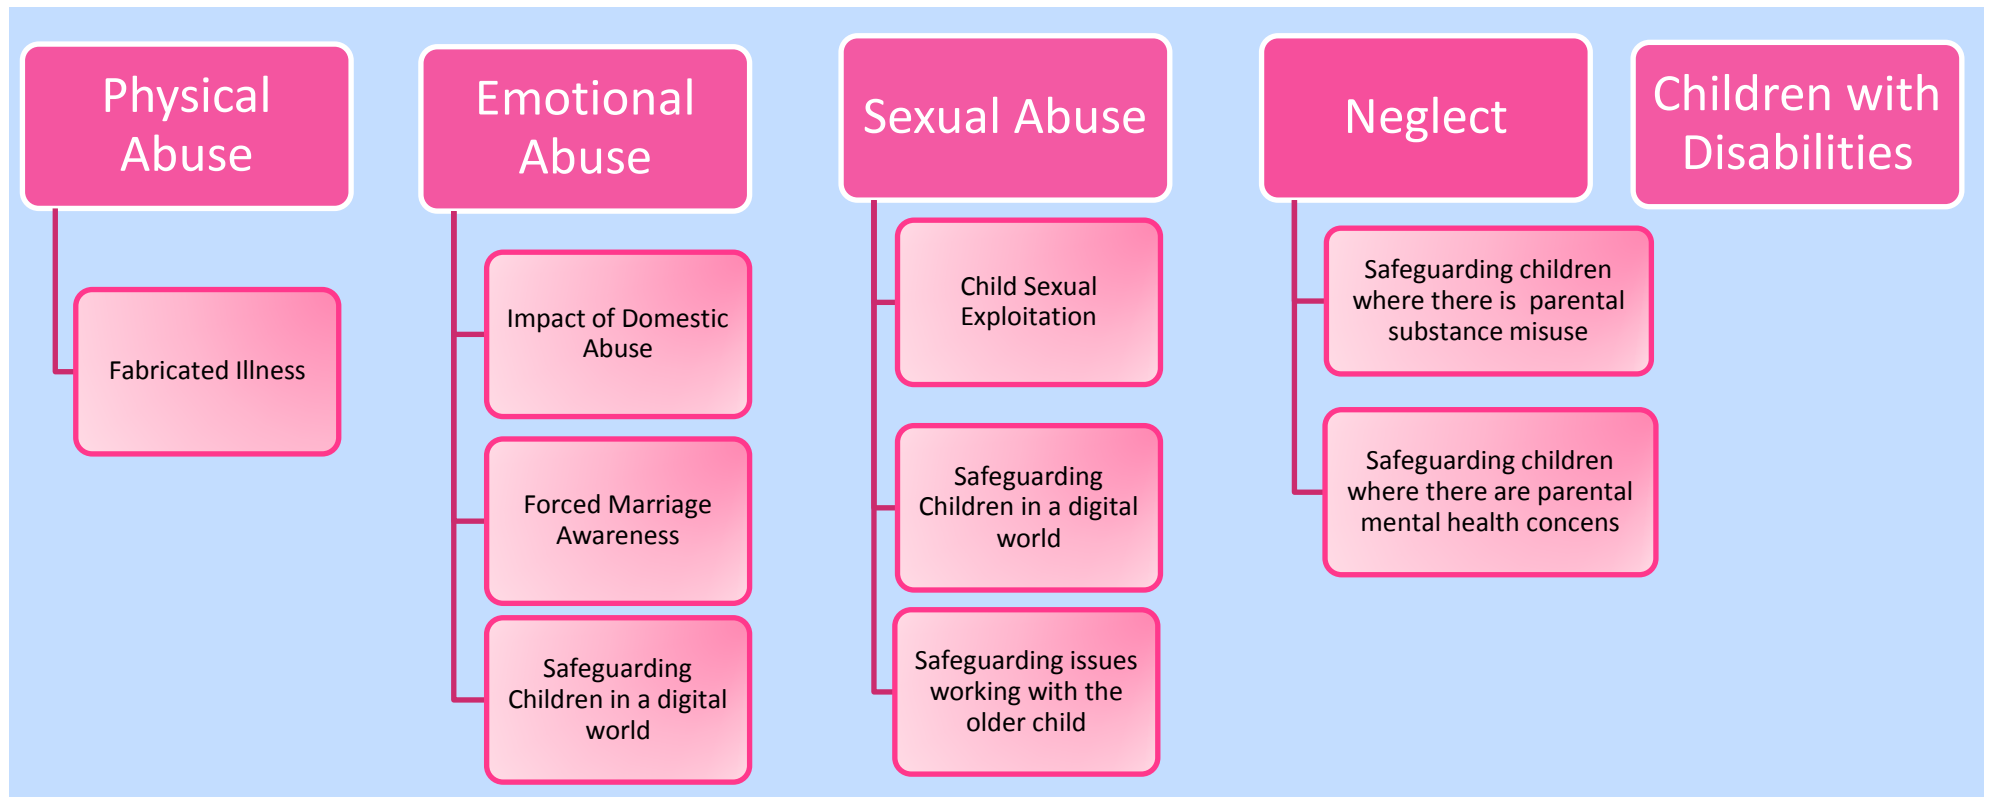 Physical
Abuse
Fabricated Illness
Emotional
Abuse
Impact of Domestic
Abuse
Forced Marriage
Awareness
Safeguarding
Children in a digital
world
Sexual Abuse
Child Sexual
Exploitation
Safeguarding
Children in a digital
world
Safeguarding issues
working with the
older child
Neglect
Safeguarding children
where there is  parental
substance misuse
Safeguarding children
where there are parental
mental health concens
Children with
Disabilities